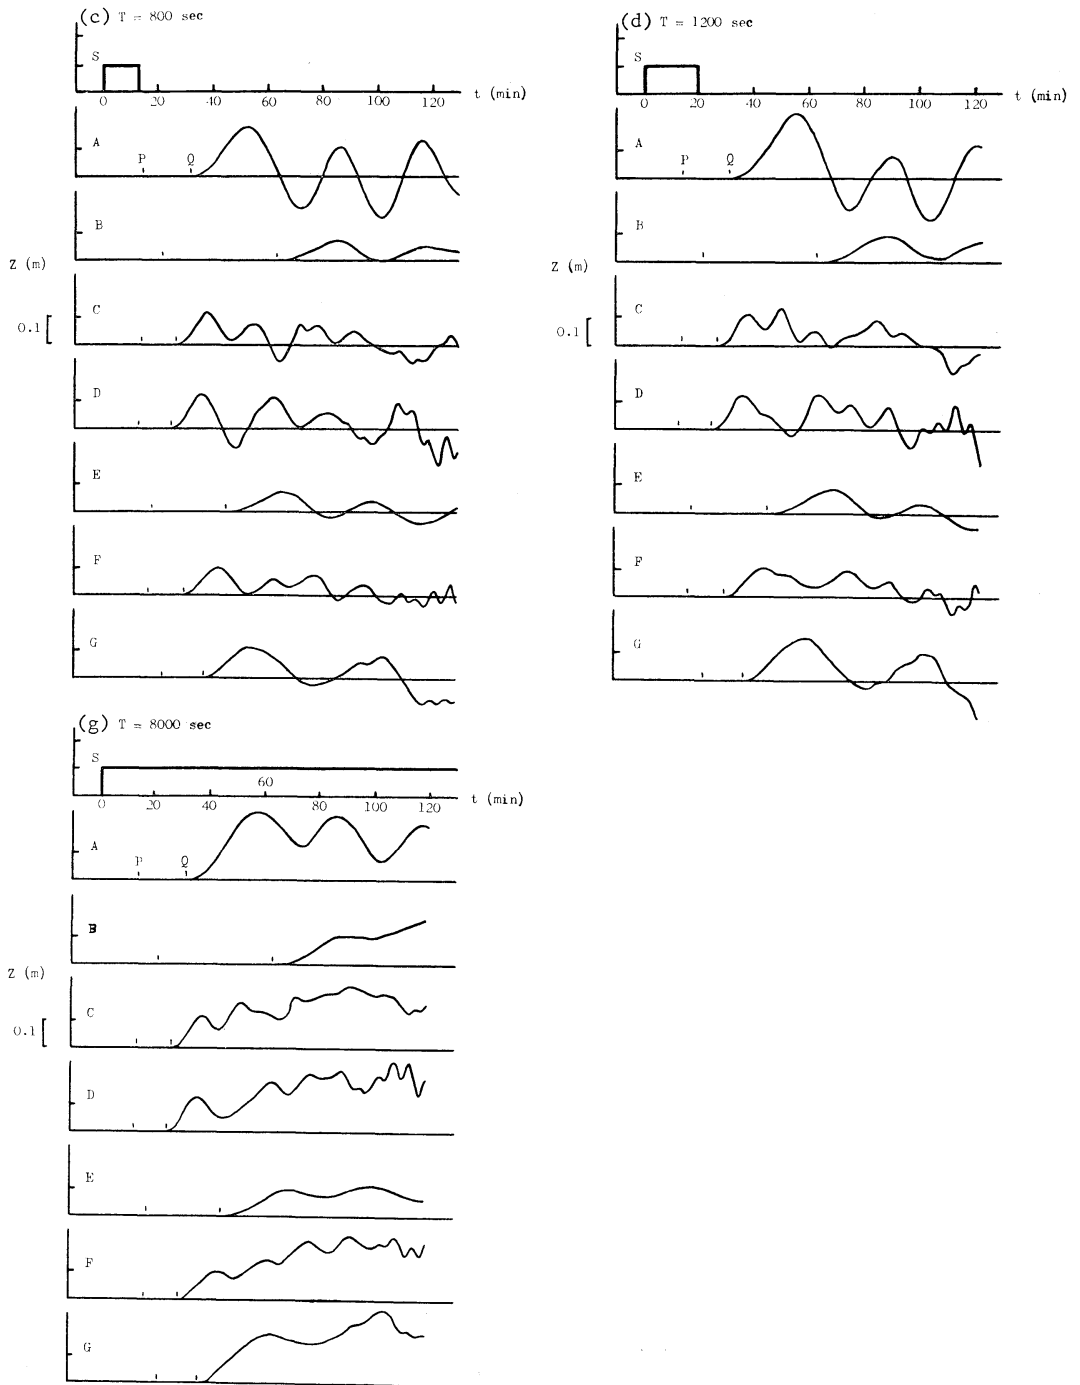 (c) T = 800 sec
S
0 20 40 60 80 100 120 t (min)
A
P Q
B
Z (m)
C
0.1
D
E
F
G
(d) T = 1200 sec
S
0 20 40 60 80 100 120 t (min)
A
P Q
B
Z (m)
C
0.1
D
E
F
G
(g) T = 8000 sec
S
60
0 20 40 80 100 120 t (min)
A
P Q
B
Z (m)
C
0.1
D
E
F
G